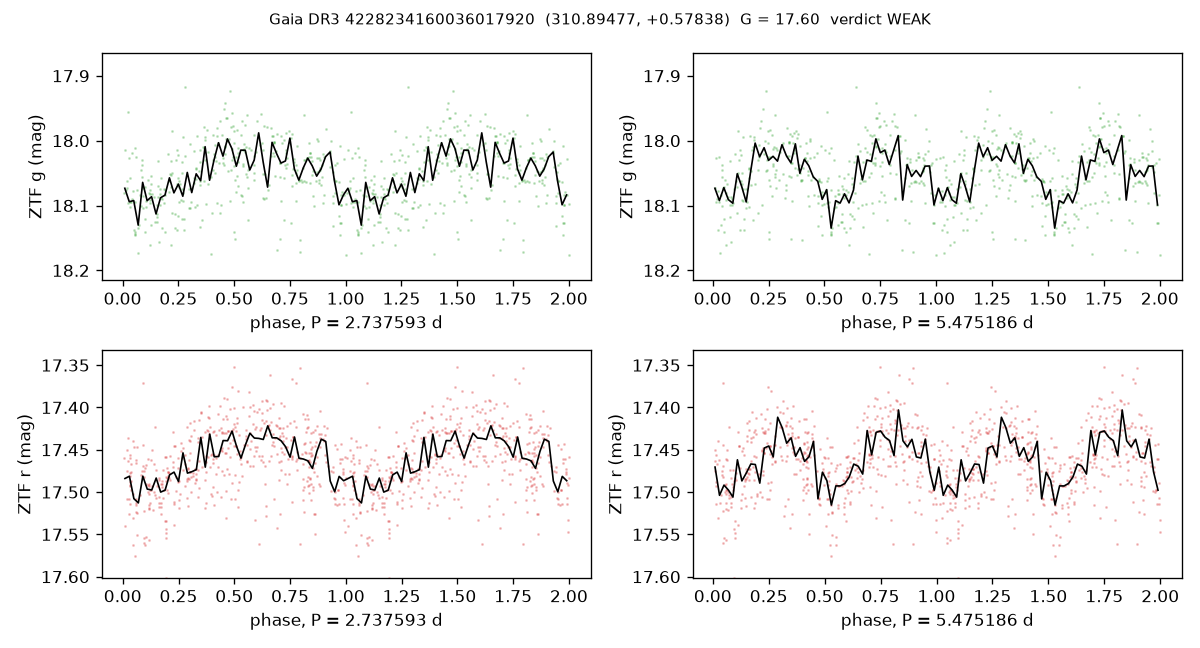 Gaia DR3 4228234160036017920 (310.89477, +0.57838) G = 17.60 verdict WEAK
ZTF g (mag)
17.9
18.0
18.1
18.2
0.00 0.25 0.50 0.75 1.00 1.25 1.50 1.75 2.00
phase, P = 2.737593 d
ZTF g (mag)
17.9
18.0
18.1
18.2
0.00 0.25 0.50 0.75 1.00 1.25 1.50 1.75 2.00
phase, P = 5.475186 d
ZTF r (mag)
17.35
17.40
17.45
17.50
17.55
17.60
0.00 0.25 0.50 0.75 1.00 1.25 1.50 1.75 2.00
phase, P = 2.737593 d
ZTF r (mag)
17.35
17.40
17.45
17.50
17.55
17.60
0.00 0.25 0.50 0.75 1.00 1.25 1.50 1.75 2.00
phase, P = 5.475186 d